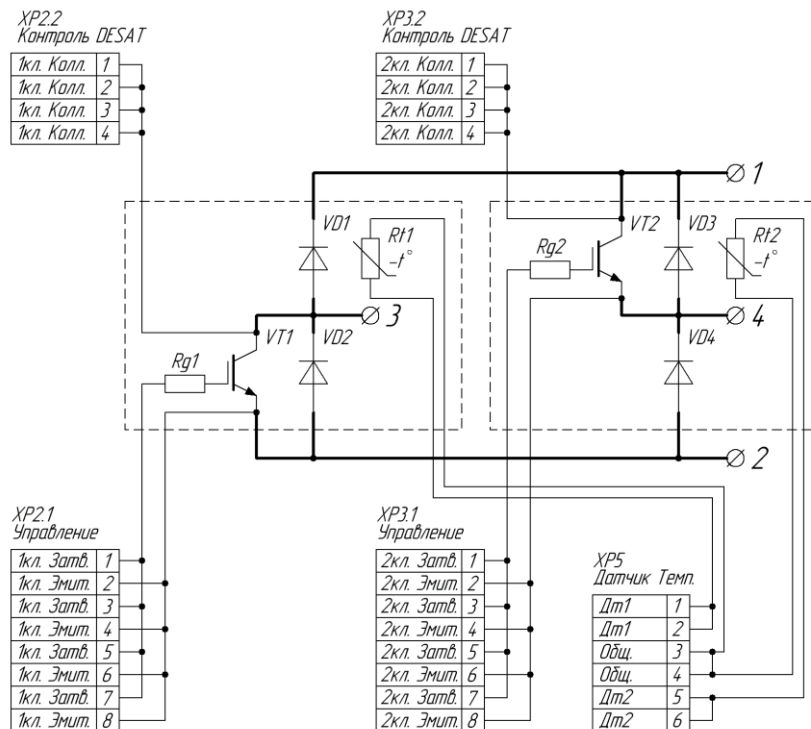 XP2.2
Контроль DESAT
1кл. Колл. 1
1кл. Колл. 2
1кл. Колл. 3
1кл. Колл. 4
XP3.2
Контроль DESAT
2кл. Колл. 1
2кл. Колл. 2
2кл. Колл. 3
2кл. Колл. 4
1
VD1
Rt1
-t°
VT2
VD3
Rt2
-t°
Rg2
3
4
VT1
VD2
VD4
Rg1
2
XP2.1
Управление
1кл. Затв. 1
1кл. Эмит. 2
1кл. Затв. 3
1кл. Эмит. 4
1кл. Затв. 5
1кл. Эмит. 6
1кл. Затв. 7
1кл. Эмит. 8
XP3.1
Управление
2кл. Затв. 1
2кл. Эмит. 2
2кл. Затв. 3
2кл. Эмит. 4
2кл. Затв. 5
2кл. Эмит. 6
2кл. Затв. 7
2кл. Эмит. 8
XP5
Датчик Темп.
Дт1 1
Дт1 2
Общ. 3
Общ. 4
Дт2 5
Дт2 6